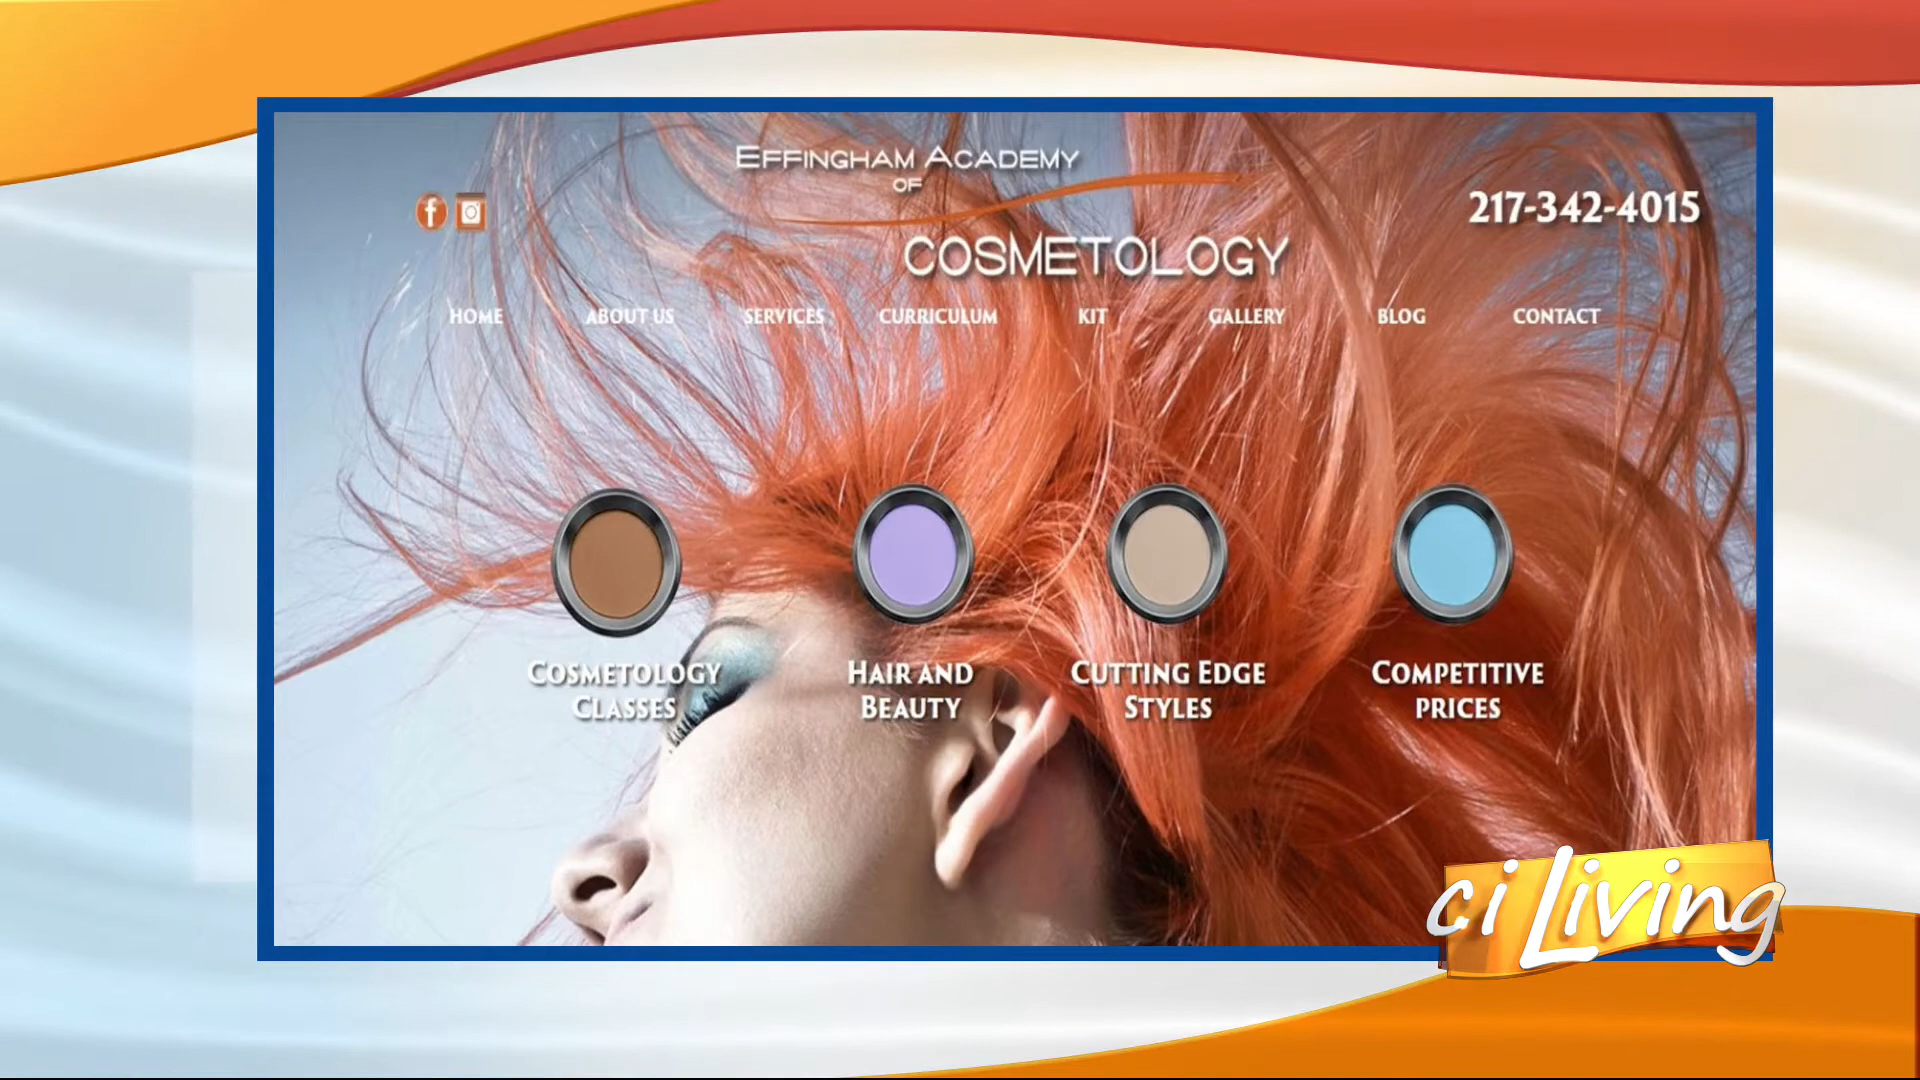 EFFINGHAM ACADEMY
OF
COSMETOLOGY
217-342-4015
HOME ABOUT US SERVICES CURRICULUM KIT GALLERY BLOG CONTACT
COSMETOLOGY CLASSES
HAIR AND BEAUTY
CUTTING EDGE STYLES
COMPETITIVE PRICES
ci Living